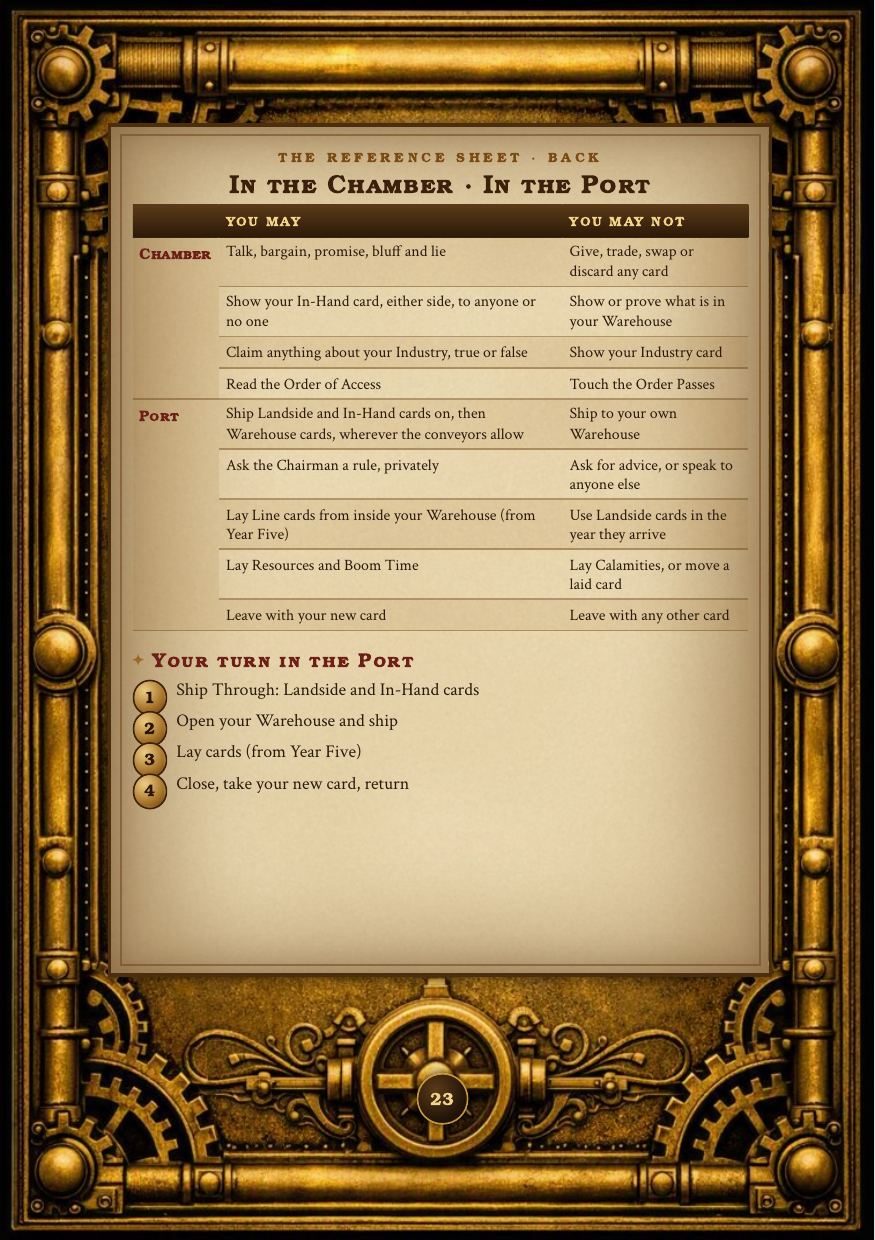 THE REFERENCE SHEET · BACK
In the Chamber · In the Port
YOU MAY YOU MAY NOT
Chamber Talk, bargain, promise, bluff and lie Give, trade, swap or
discard any card
Show your In-Hand card, either side, to anyone or Show or prove what is in
no one your Warehouse
Claim anything about your Industry, true or false Show your Industry card
Read the Order of Access Touch the Order Passes
Port Ship Landside and In-Hand cards on, then Ship to your own
Warehouse cards, wherever the conveyors allow Warehouse
Ask the Chairman a rule, privately Ask for advice, or speak to
anyone else
Lay Line cards from inside your Warehouse (from Use Landside cards in the
Year Five) year they arrive
Lay Resources and Boom Time Lay Calamities, or move a
laid card
Leave with your new card Leave with any other card
Your turn in the Port
1 Ship Through: Landside and In-Hand cards
2 Open your Warehouse and ship
3 Lay cards (from Year Five)
4 Close, take your new card, return
23